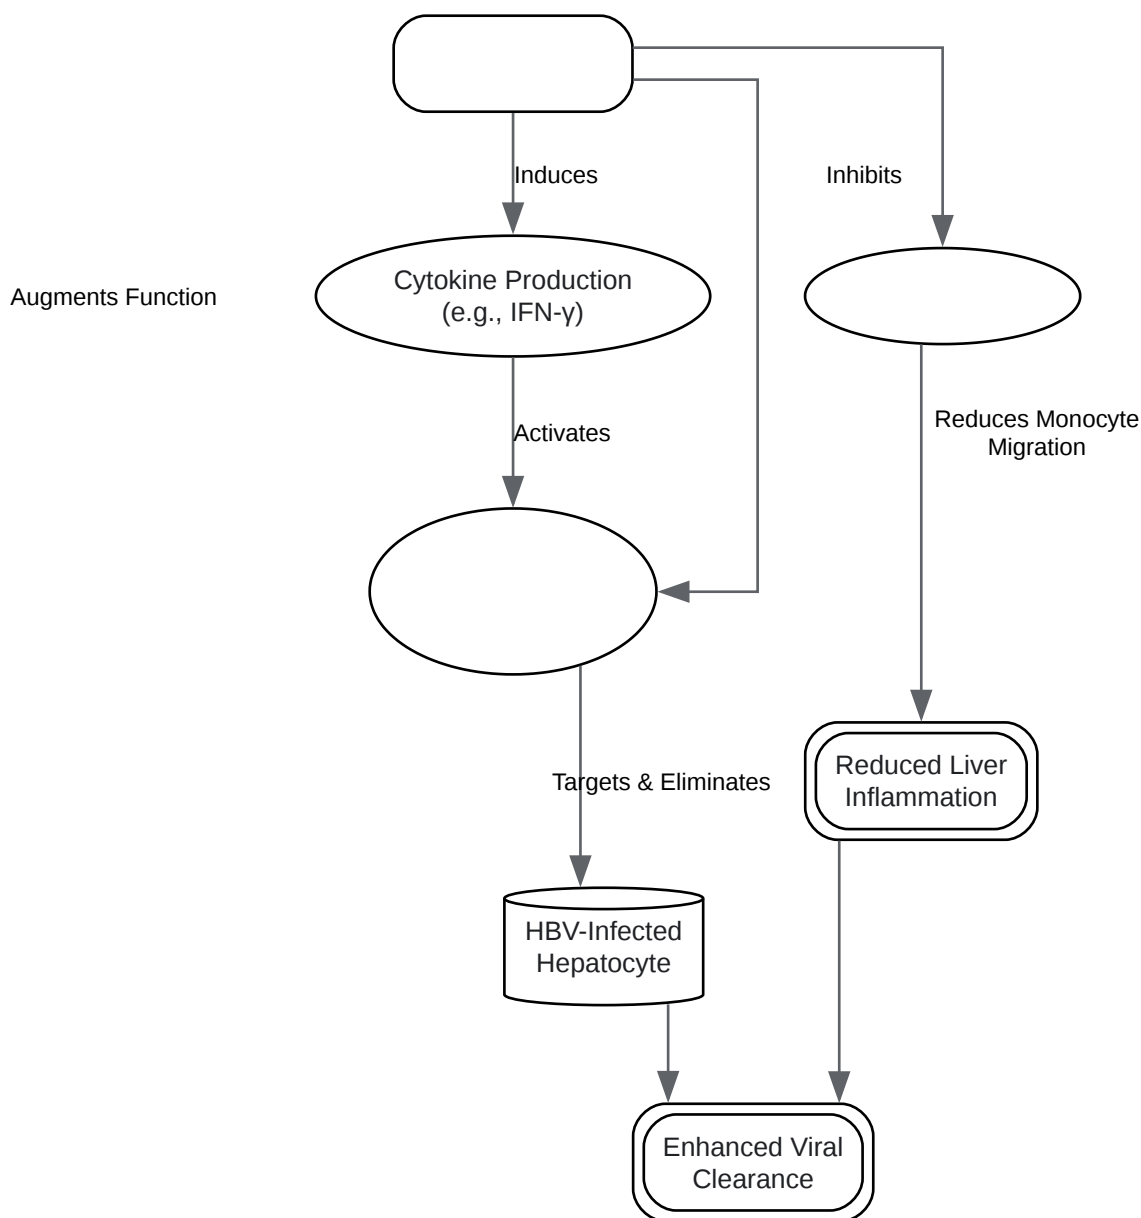 Induces
Inhibits
Augments Function
Cytokine Production
(e.g., IFN-γ)
Activates
Reduces Monocyte
Migration
Targets & Eliminates
Reduced Liver
Inflammation
HBV-Infected
Hepatocyte
Enhanced Viral
Clearance